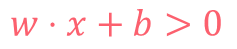 w · x + b > 0